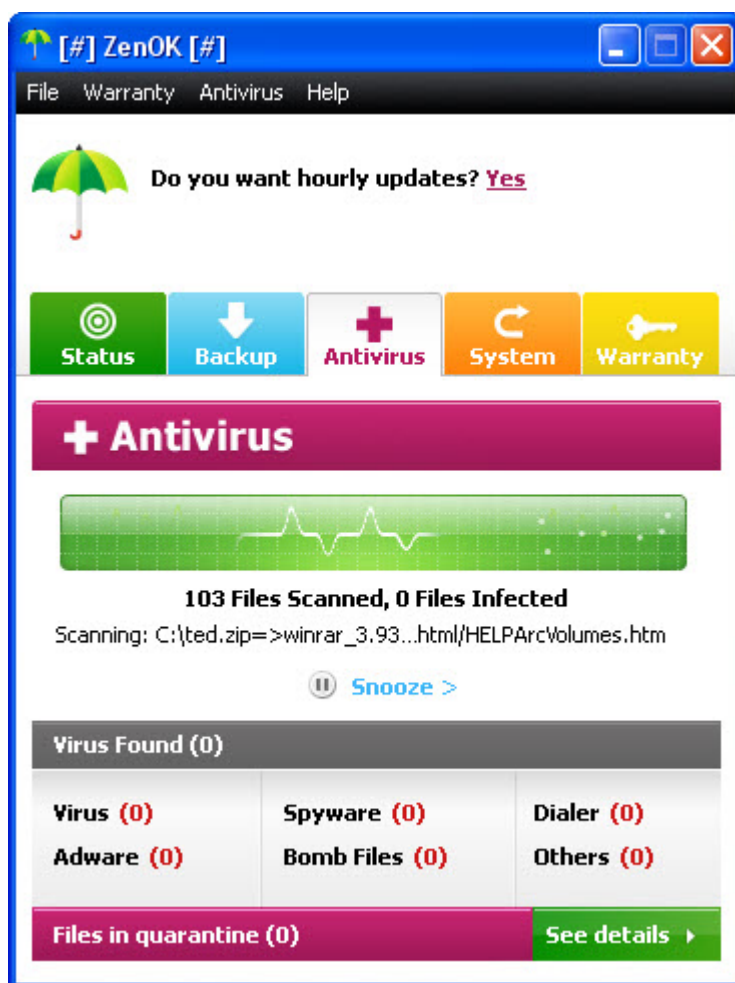 [#] ZenOK [#]
File Warranty Antivirus Help
Do you want hourly updates? Yes
Status Backup Antivirus System Warranty
Antivirus
103 Files Scanned, 0 Files Infected
Scanning: C:\ted.zip=>winrar_3.93...html/HELPArcVolumes.htm
Snooze >
Virus Found (0)
Virus (0) Spyware (0) Dialer (0)
Adware (0) Bomb Files (0) Others (0)
Files in quarantine (0) See details